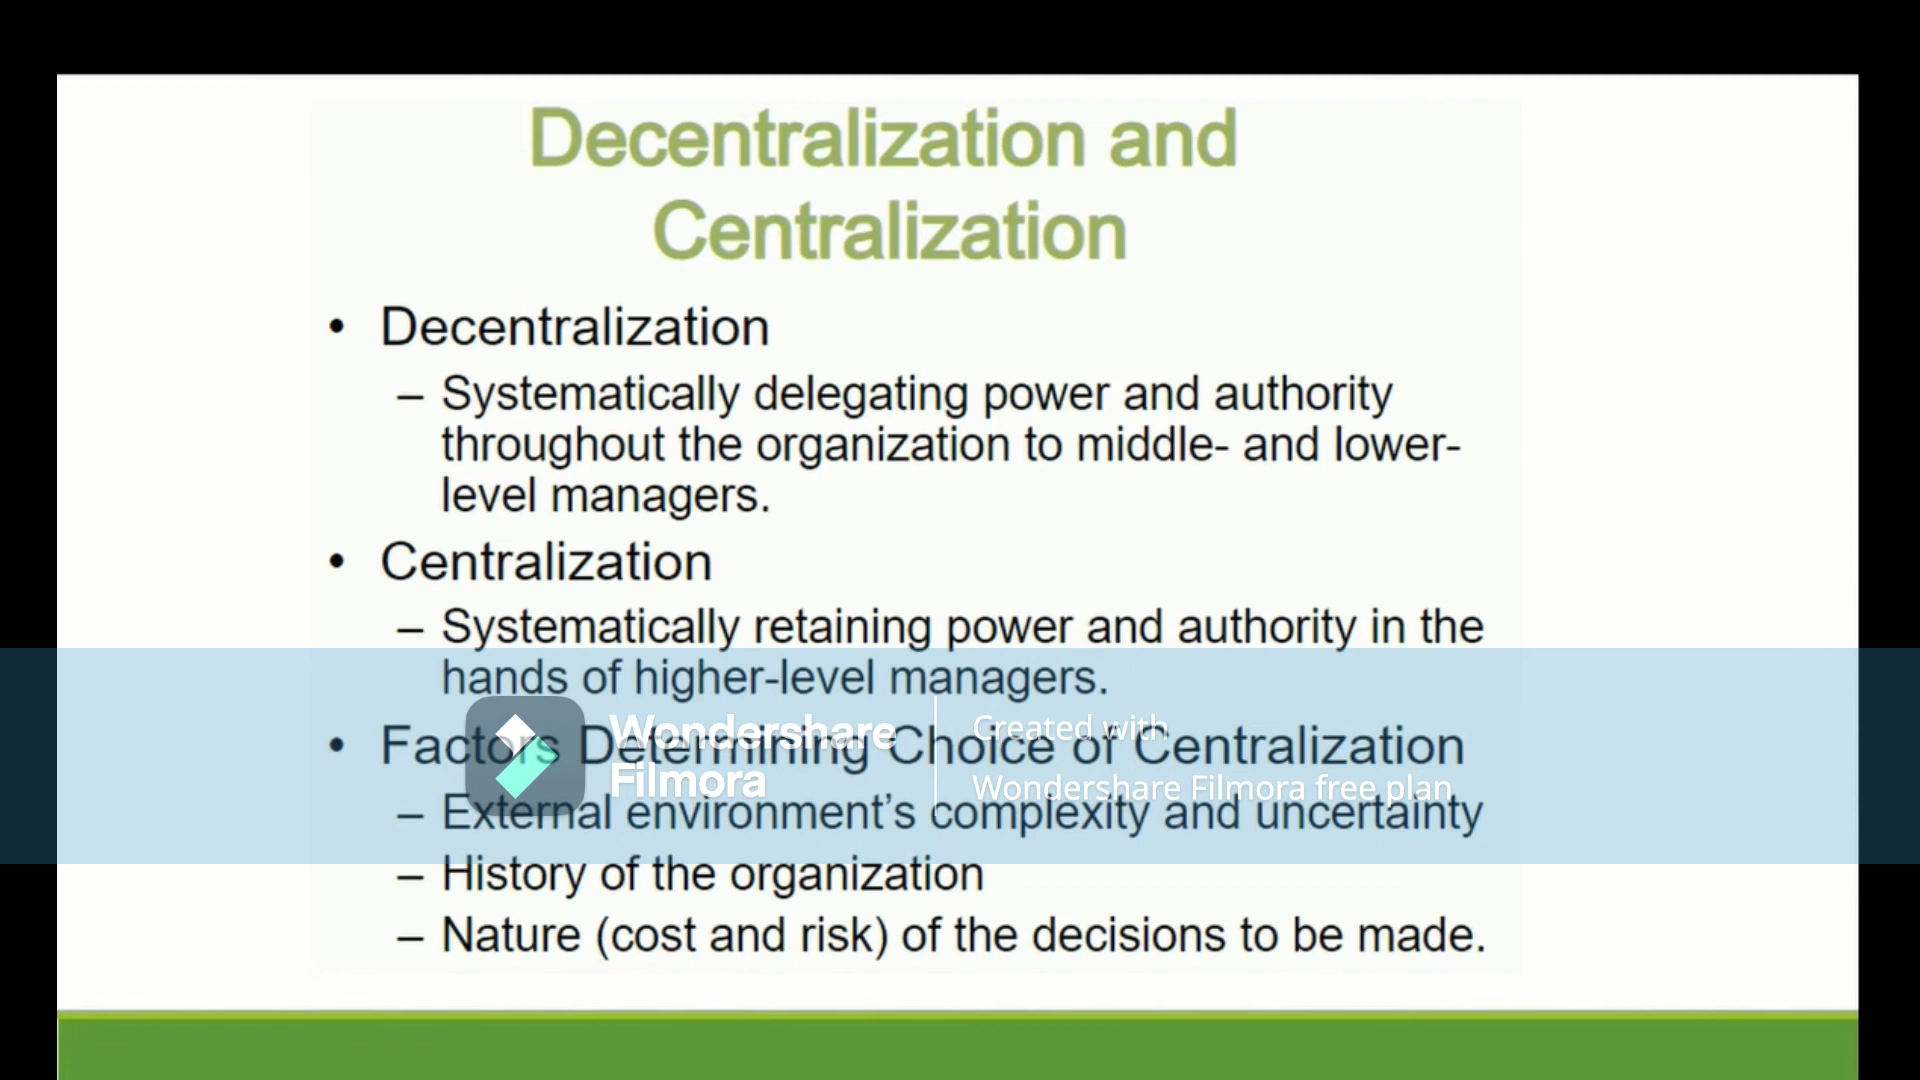 Decentralization and
Centralization
• Decentralization
– Systematically delegating power and authority
throughout the organization to middle- and lower-
level managers.
• Centralization
– Systematically retaining power and authority in the
hands of higher-level managers.
• Factors Determining Choice of Centralization
– External environment’s complexity and uncertainty
– History of the organization
– Nature (cost and risk) of the decisions to be made.
Wondershare
Filmora
Created with
Wondershare Filmora free plan